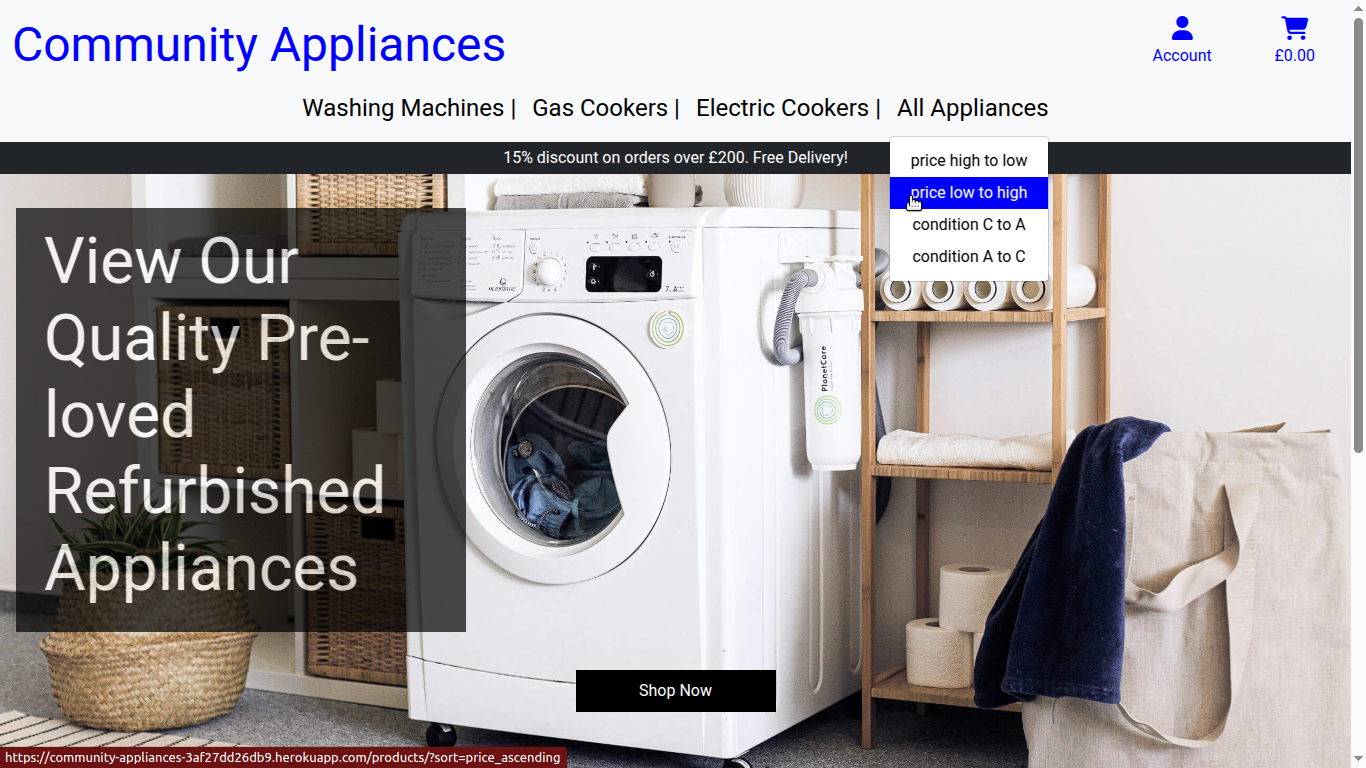 Community Appliances
Account
£0.00
Washing Machines |
Gas Cookers |
Electric Cookers |
All Appliances
15% discount on orders over £200. Free Delivery!
price high to low
price low to high
condition C to A
condition A to C
View Our
Quality Pre-
loved
Refurbished
Appliances
PlanetCare
Shop Now
https://community-appliances-3af27dd26db9.herokuapp.com/products/?sort=price_ascending